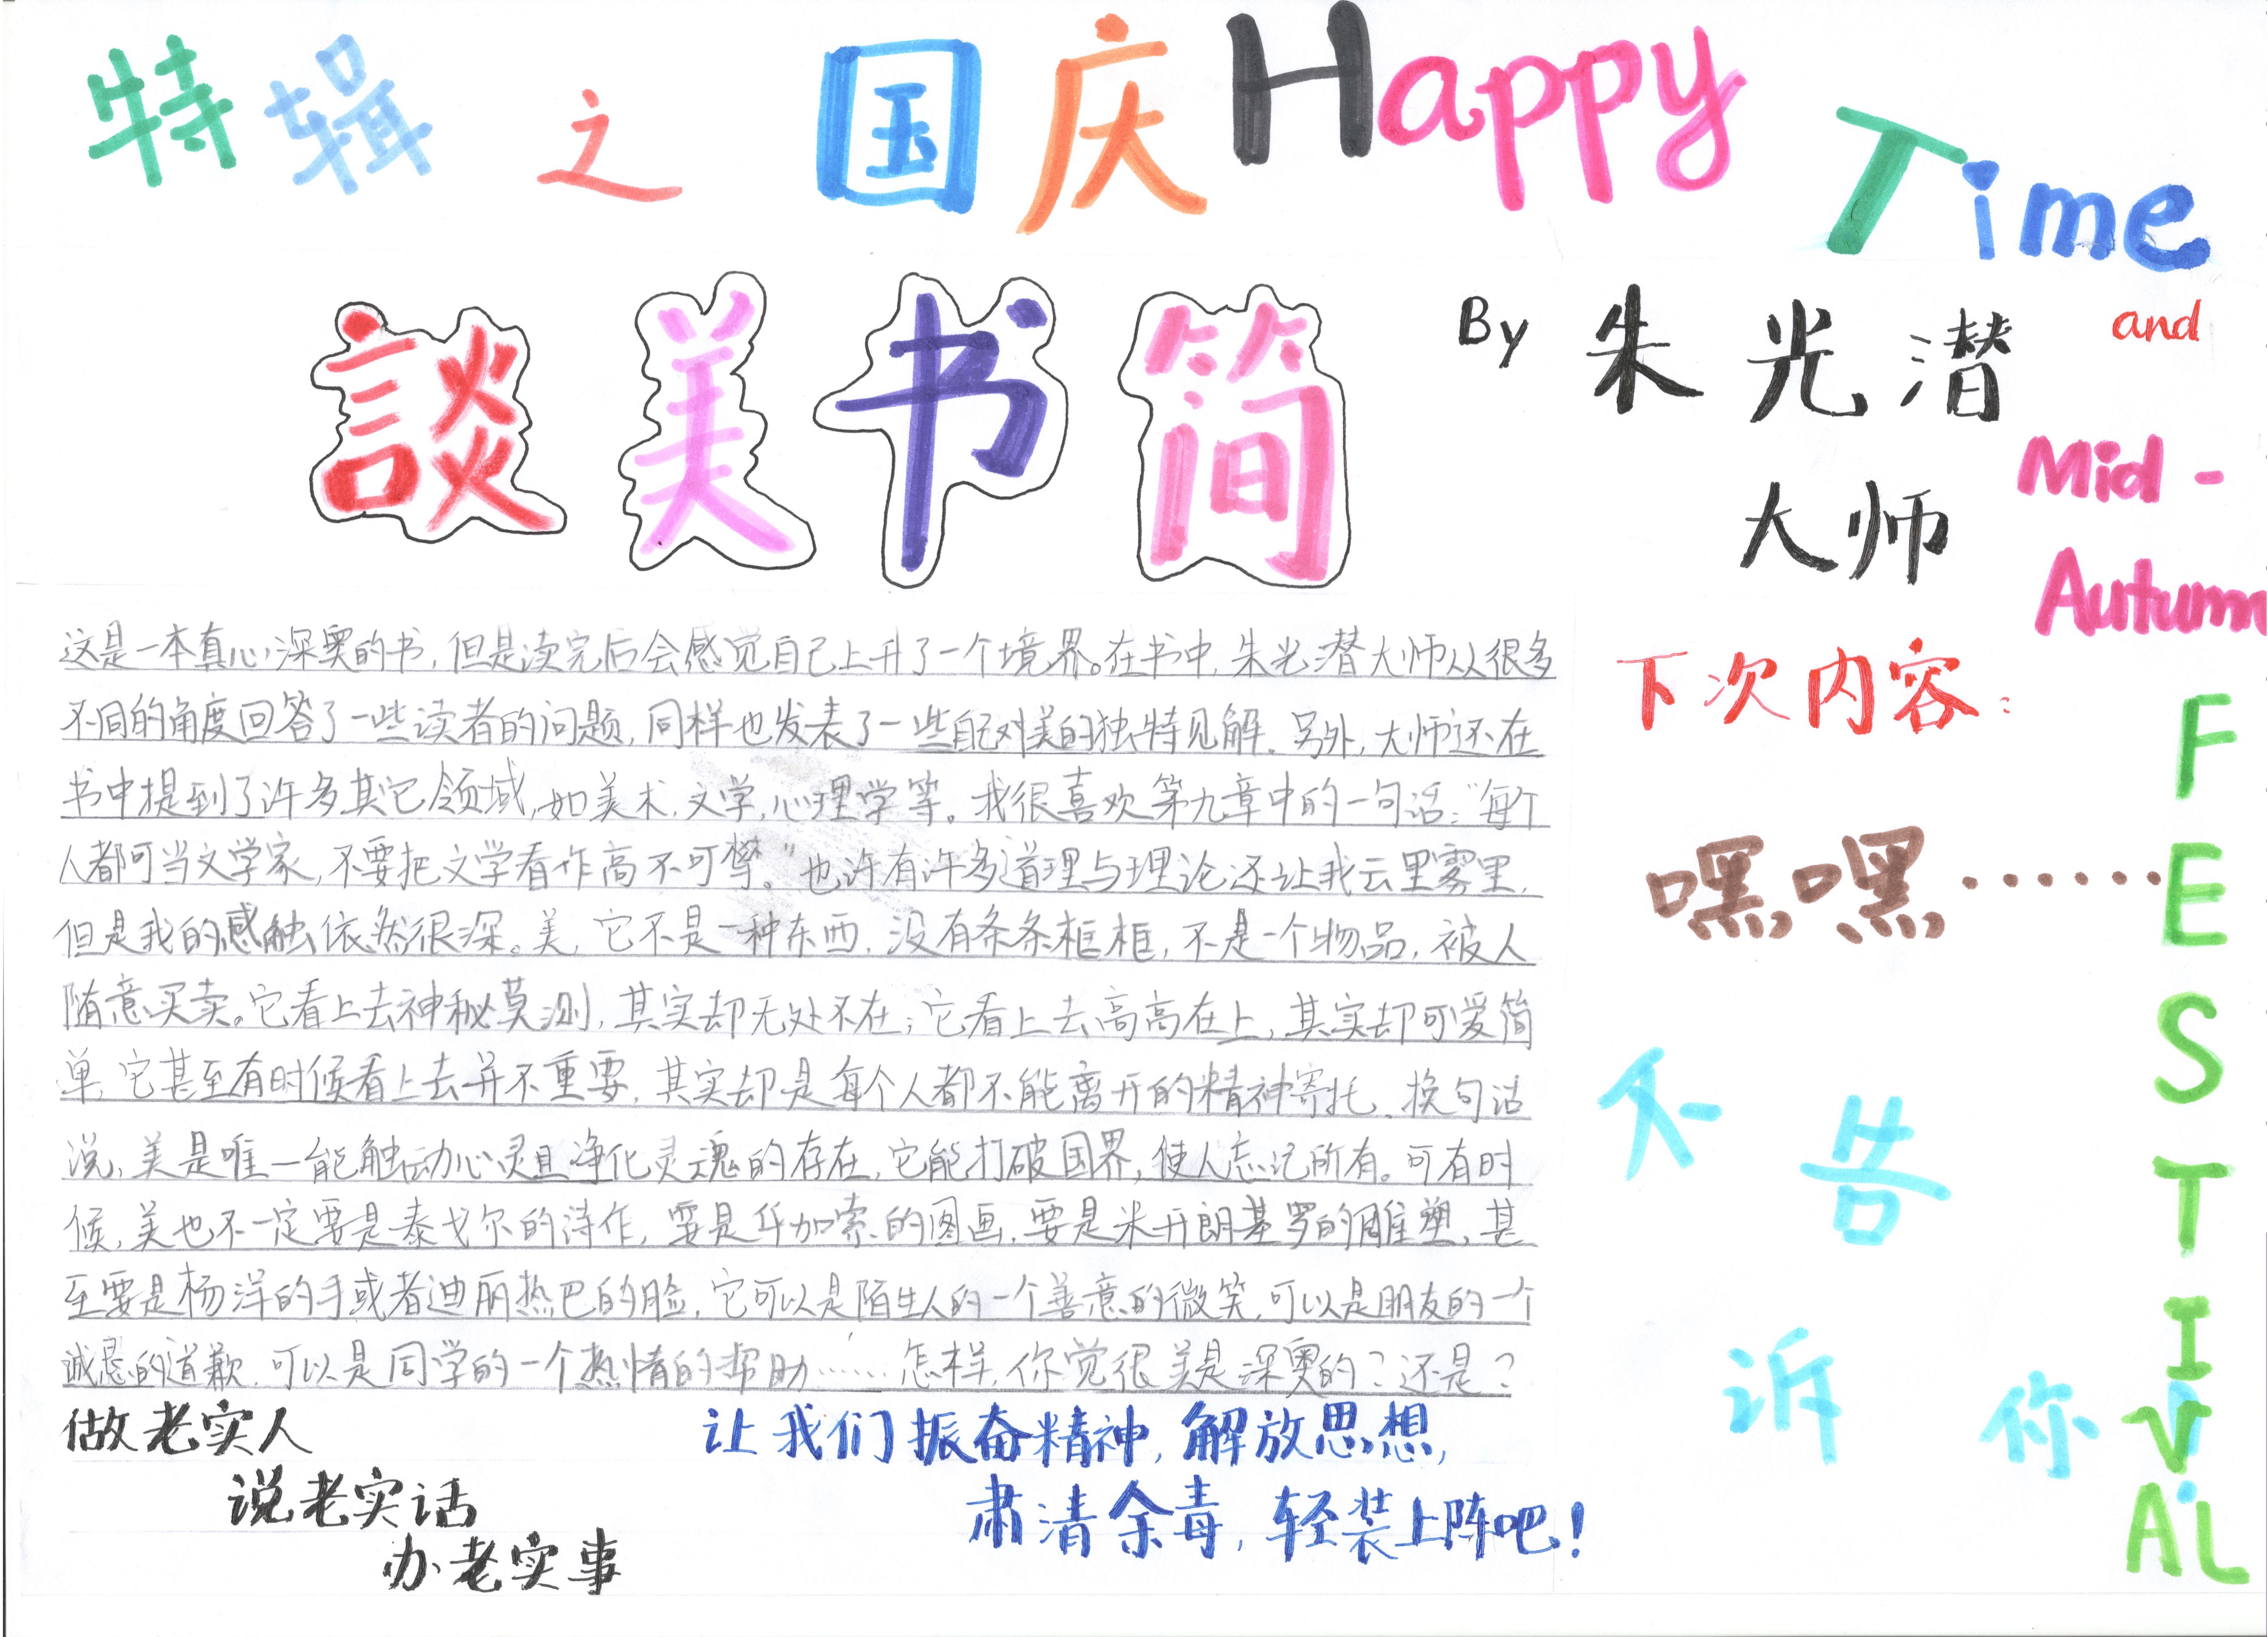 特辑之国庆Happy Time
談美书简
By 朱光潜
大师
and
Mid-
Autumn
FESTIVAL
这是一本真心深奥的书,但是读完后会感觉自己上升了一个境界。在书中,朱光潜大师从很多
不同的角度回答了一些读者的问题,同样也发表了一些自己对美的独特见解。另外,大师还在
书中提到了许多其它领域,如美术,文学,心理学等。我很喜欢第九章中的一句话:“每个
人都可当文学家,不要把文学看作高不可攀。”也许有许多道理与理论还让我云里雾里,
但是我的感触依然很深。美,它不是一种东西,没有条条框框,不是一个物品,被人
随意买卖。它看上去神秘莫测,其实却无处不在;它看上去高高在上,其实却可爱简
单,它甚至有时候看上去并不重要,其实却是每个人都不能离开的精神寄托。换句话
说,美是唯一能触动心灵且净化灵魂的存在,它能打破国界,使人忘记所有。可有时
候,美也不一定要是泰戈尔的诗作,要是毕加索的图画,要是米开朗基罗的雕塑,甚
至要是杨洋的手或者迪丽热巴的脸,它可以是陌生人的一个善意的微笑,可以是朋友的一个
诚恳的道歉,可以是同学的一个热情的帮助……怎样,你觉很美是深奥的?还是?
做老实人
说老实话
办老实事
让我们振奋精神,解放思想,
肃清余毒,轻装上阵吧!
下次内容:
嘿嘿……
不告
诉你